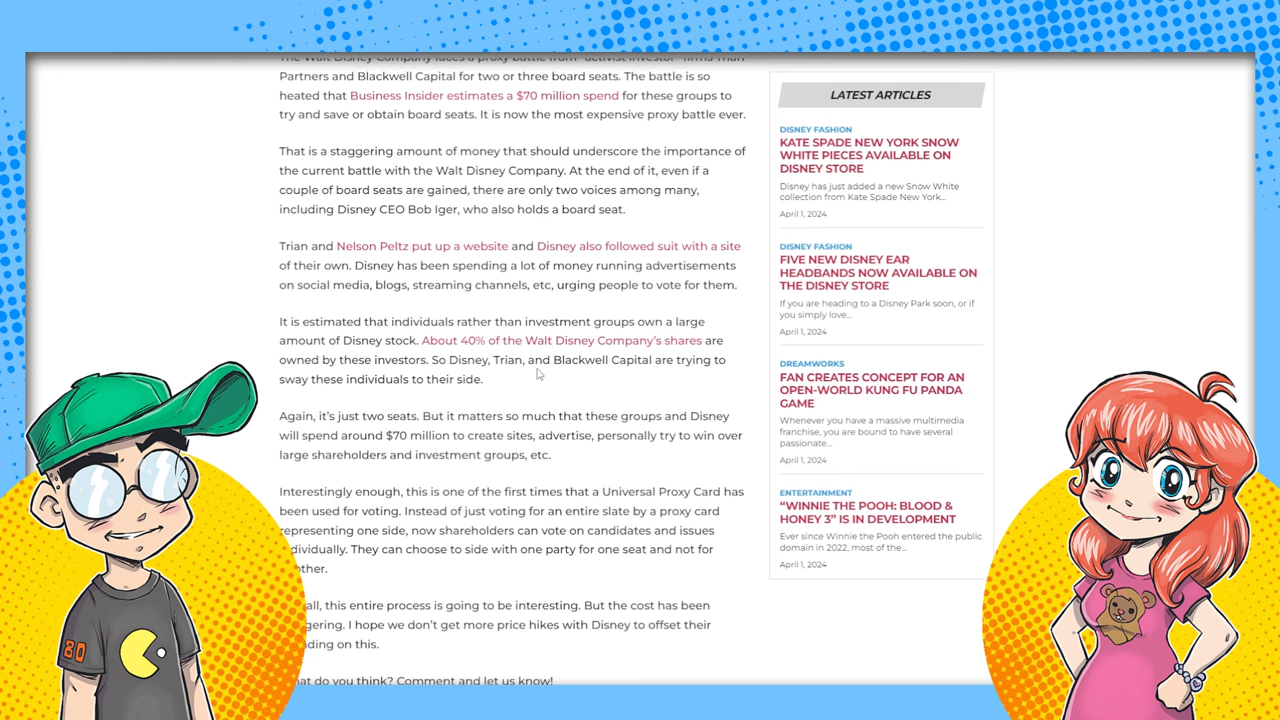 The Walt Disney Company faces a proxy battle from "activist investor" firms Trian
Partners and Blackwell Capital for two or three board seats. The battle is so
heated that Business Insider estimates a $70 million spend for these groups to
try and save or obtain board seats. It is now the most expensive proxy battle ever.
That is a staggering amount of money that should underscore the importance of
the current battle with the Walt Disney Company. At the end of it, even if a
couple of board seats are gained, there are only two voices among many,
including Disney CEO Bob Iger, who also holds a board seat.
Trian and Nelson Peltz put up a website and Disney also followed suit with a site
of their own. Disney has been spending a lot of money running advertisements
on social media, blogs, streaming channels, etc, urging people to vote for them.
It is estimated that individuals rather than investment groups own a large
amount of Disney stock. About 40% of the Walt Disney Company's shares are
owned by these investors. So Disney, Trian, and Blackwell Capital are trying to
sway these individuals to their side.
Again, it's just two seats. But it matters so much that these groups and Disney
will spend around $70 million to create sites, advertise, personally try to win over
large shareholders and investment groups, etc.
Interestingly enough, this is one of the first times that a Universal Proxy Card has
been used for voting. Instead of just voting for an entire slate by a proxy card
representing one side, now shareholders can vote on candidates and issues
dividually. They can choose to side with one party for one seat and not for
other.
all, this entire process is going to be interesting. But the cost has been
gering. I hope we don't get more price hikes with Disney to offset their
nding on this.
at do you think? Comment and let us know!
LATEST ARTICLES
DISNEY FASHION
KATE SPADE NEW YORK SNOW
WHITE PIECES AVAILABLE ON
DISNEY STORE
Disney has just added a new Snow White
collection from Kate Spade New York...
April 1, 2024
DISNEY FASHION
FIVE NEW DISNEY EAR
HEADBANDS NOW AVAILABLE ON
THE DISNEY STORE
If you are heading to a Disney Park soon, or if
you simply love...
April 1, 2024
DREAMWORKS
FAN CREATES CONCEPT FOR AN
OPEN-WORLD KUNG FU PANDA
GAME
Whenever you have a massive multimedia
franchise, you are bound to have several
passionate...
April 1, 2024
ENTERTAINMENT
"WINNIE THE POOH: BLOOD &
HONEY 3" IS IN DEVELOPMENT
Ever since Winnie the Pooh entered the public
domain in 2022, most of the...
April 1, 2024
80